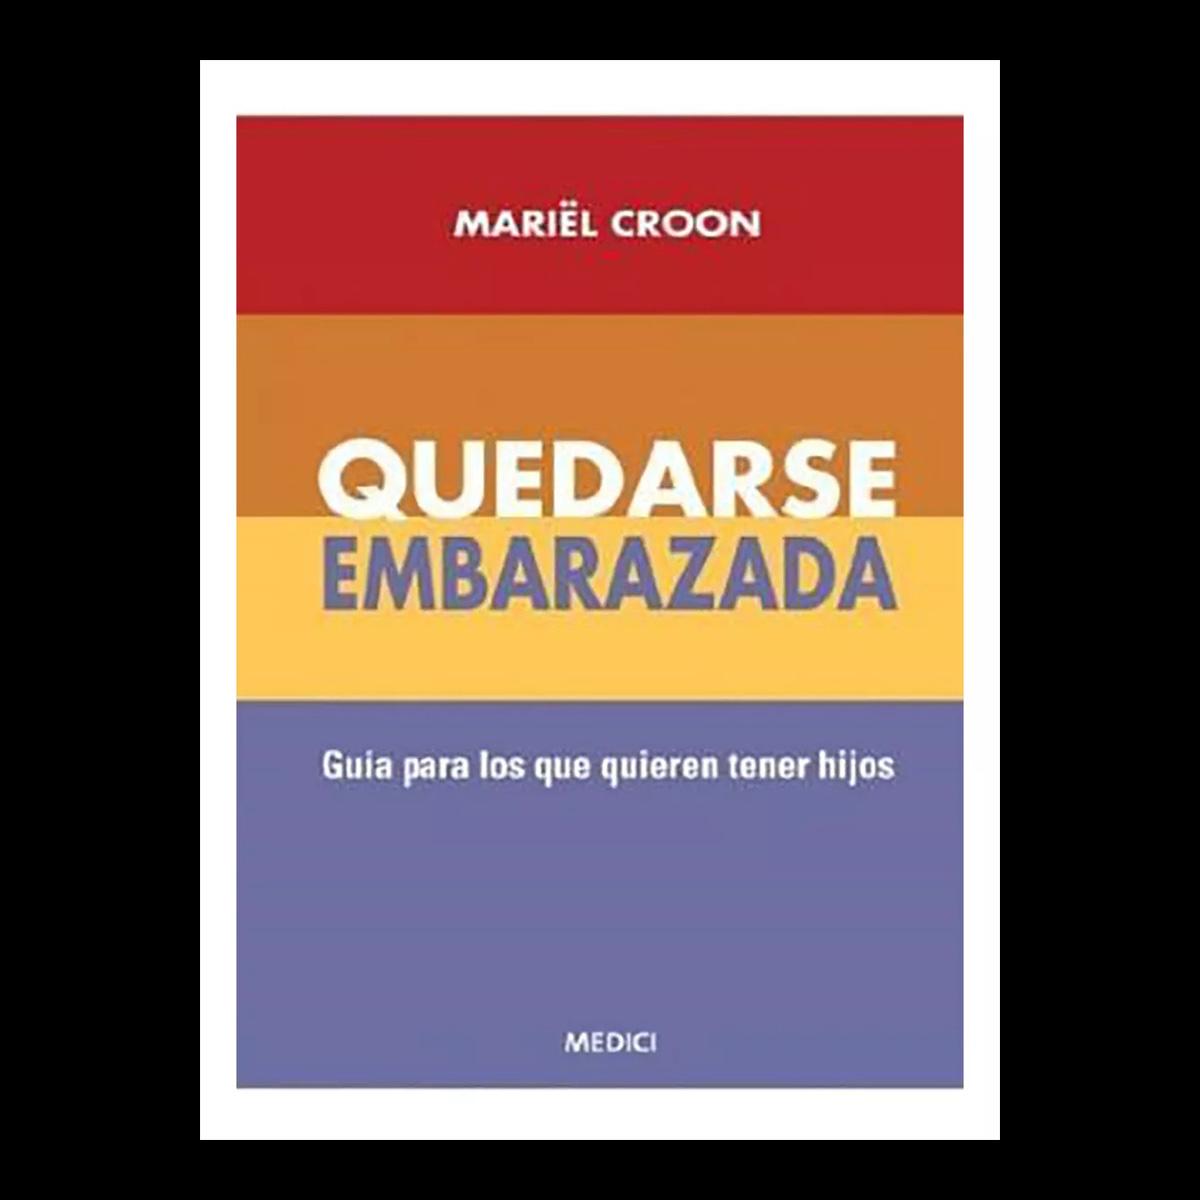 MARIËL CROON
QUEDARSE
EMBARAZADA
Guía para los que quieren tener hijos
MEDICI